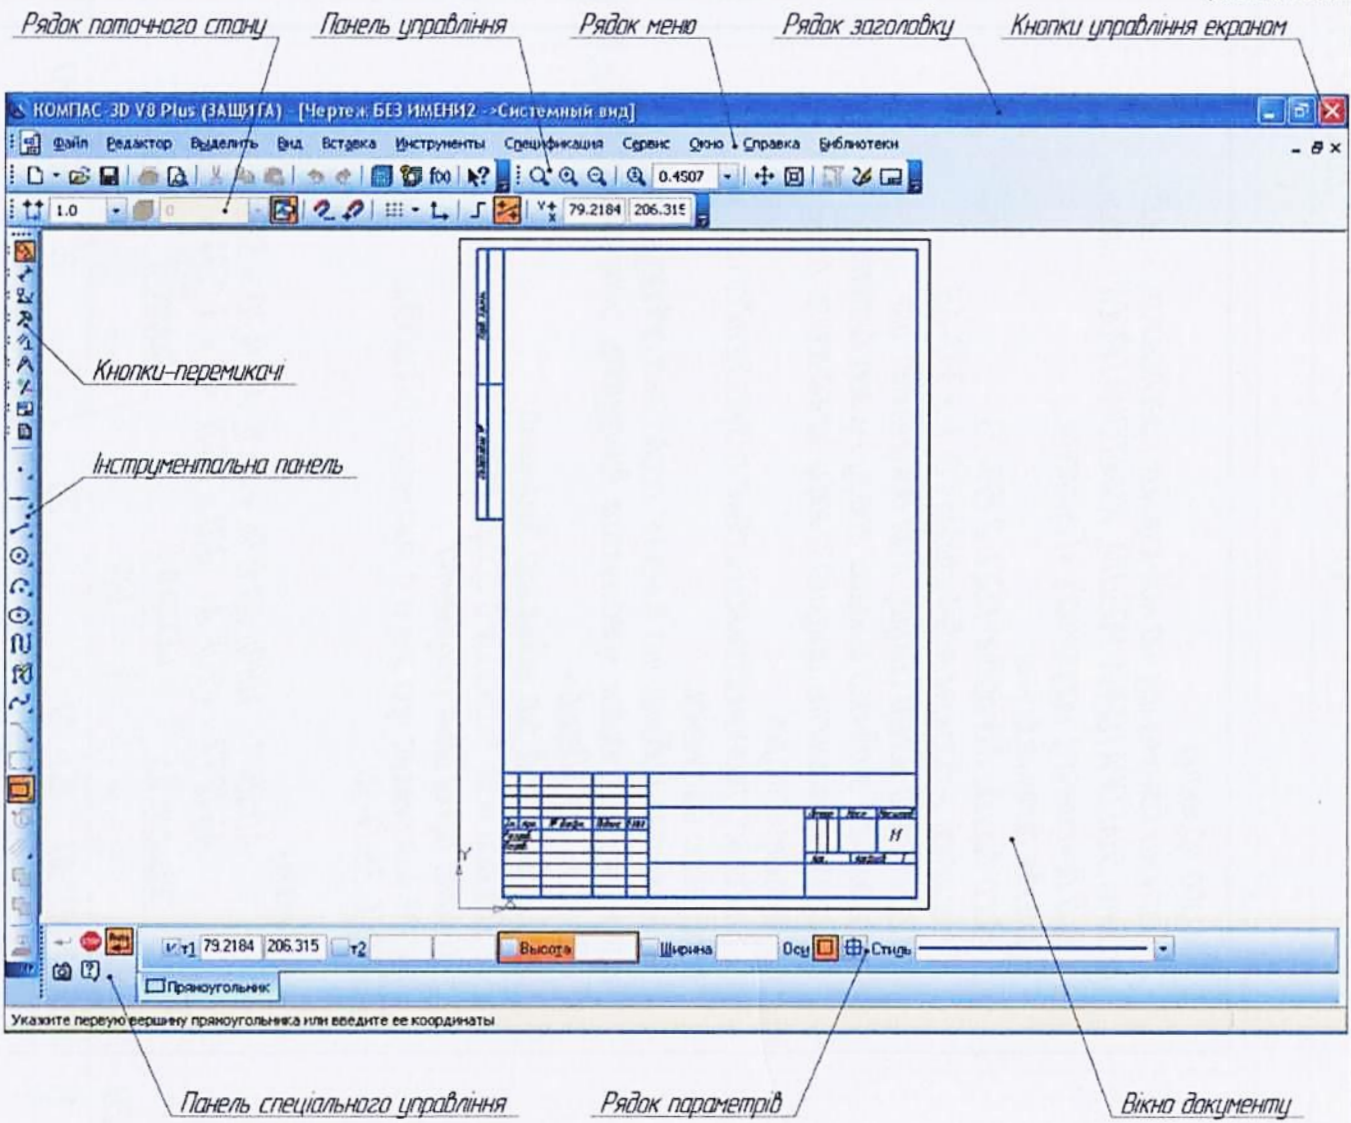 Рядок поточного стану Панель управління Рядок меню Рядок заголовку Кнопки управління екраном
КОМПАС-3D V8 Plus (ЗАЩИТА) - [Чертеж БЕЗ ИМЕНИ2 ->Системный вид]
Файл Редактор Выделить Вид Вставка Инструменты Спецификация Сервис Окно Справка Библиотеки
f(x) 0.4507
1.0 0 79.2184 206.315
Кнопки-перемикачі
Інструментальна панель
т1 79.2184 206.315 т2 Высота Ширина Оси Стиль
Прямоугольник
Укажите первую вершину прямоугольника или введите ее координаты
Панель спеціального управління Рядок параметрів Вікно документу